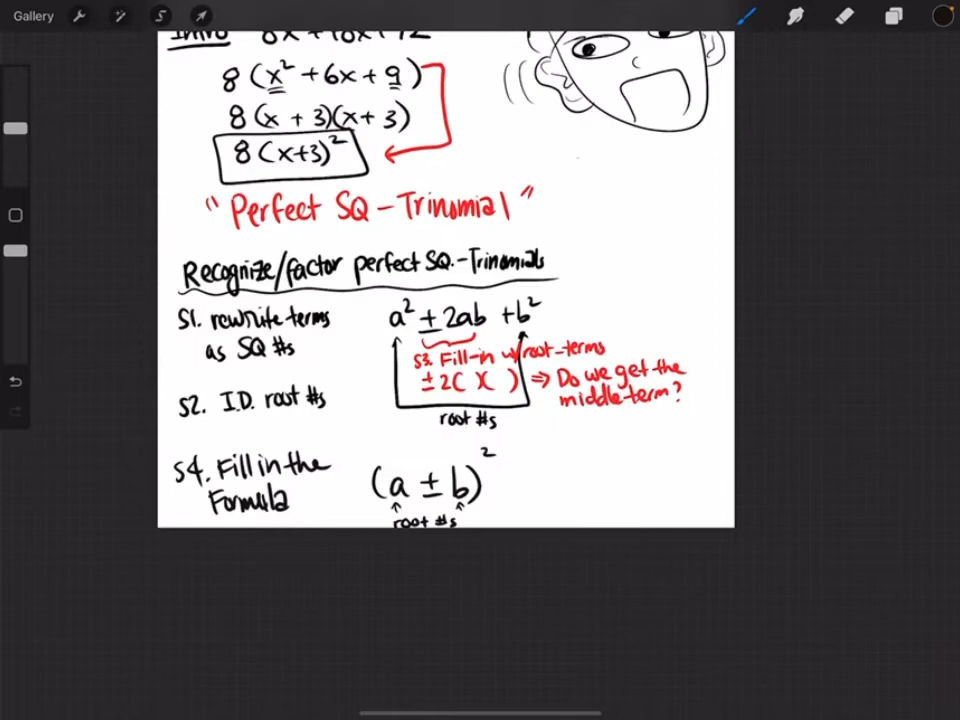 Gallery
Intro
8 (x² + 6x + 9)
8 (x + 3)(x + 3)
8 (x+3)²
"Perfect SQ-Trinomial"
Recognize/factor perfect SQ.-Trinomials
S1. rewrite terms
as SQ #s
a² ± 2ab + b²
S3. Fill-in w/root-terms
± 2( )( ) ⇒ Do we get the
middle term?
S2. I.D. root #s
root #s
S4. Fill in the
Formula
(a ± b)²
root #s